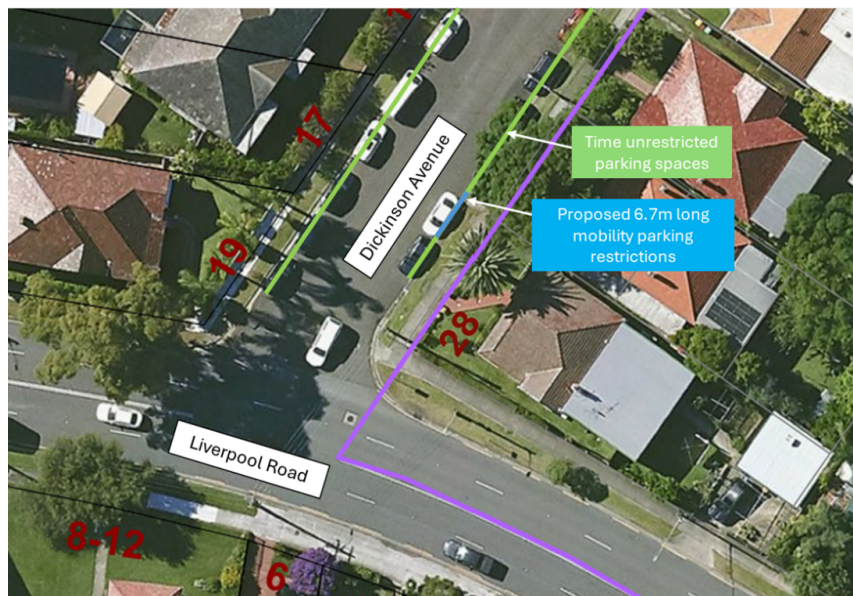 1
17
Dickinson Avenue
Time unrestricted
parking spaces
Proposed 6.7m long
mobility parking
restrictions
19
28
Liverpool Road
8-12
6